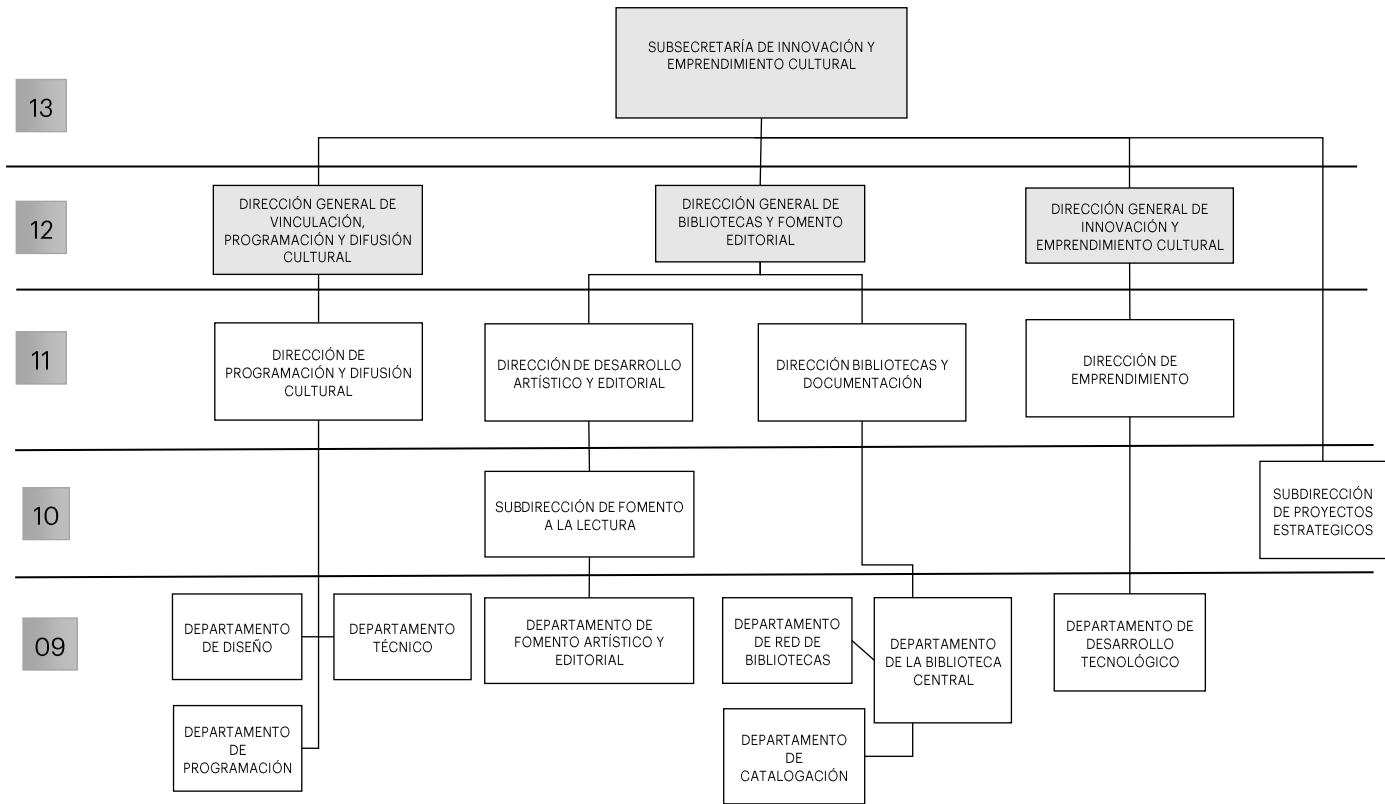 SUBSECRETARÍA DE INNOVACIÓN Y
EMPRENDIMIENTO CULTURAL
13
12
DIRECCIÓN GENERAL DE
VINCULACIÓN,
PROGRAMACIÓN Y DIFUSIÓN
CULTURAL
DIRECCIÓN GENERAL DE
BIBLIOTECAS Y FOMENTO
EDITORIAL
DIRECCIÓN GENERAL DE
INNOVACIÓN Y
EMPRENDIMIENTO CULTURAL
11
DIRECCIÓN DE
PROGRAMACIÓN Y DIFUSIÓN
CULTURAL
DIRECCIÓN DE DESARROLLO
ARTÍSTICO Y EDITORIAL
DIRECCIÓN BIBLIOTECAS Y
DOCUMENTACIÓN
DIRECCIÓN DE
EMPRENDIMIENTO
10
SUBDIRECCIÓN DE FOMENTO
A LA LECTURA
SUBDIRECCIÓN
DE PROYECTOS
ESTRATEGICOS
09
DEPARTAMENTO
DE DISEÑO
DEPARTAMENTO
TÉCNICO
DEPARTAMENTO DE
FOMENTO ARTÍSTICO Y
EDITORIAL
DEPARTAMENTO
DE RED DE
BIBLIOTECAS
DEPARTAMENTO
DE LA BIBLIOTECA
CENTRAL
DEPARTAMENTO DE
DESARROLLO
TECNOLÓGICO
DEPARTAMENTO
DE
PROGRAMACIÓN
DEPARTAMENTO
DE
CATALOGACIÓN